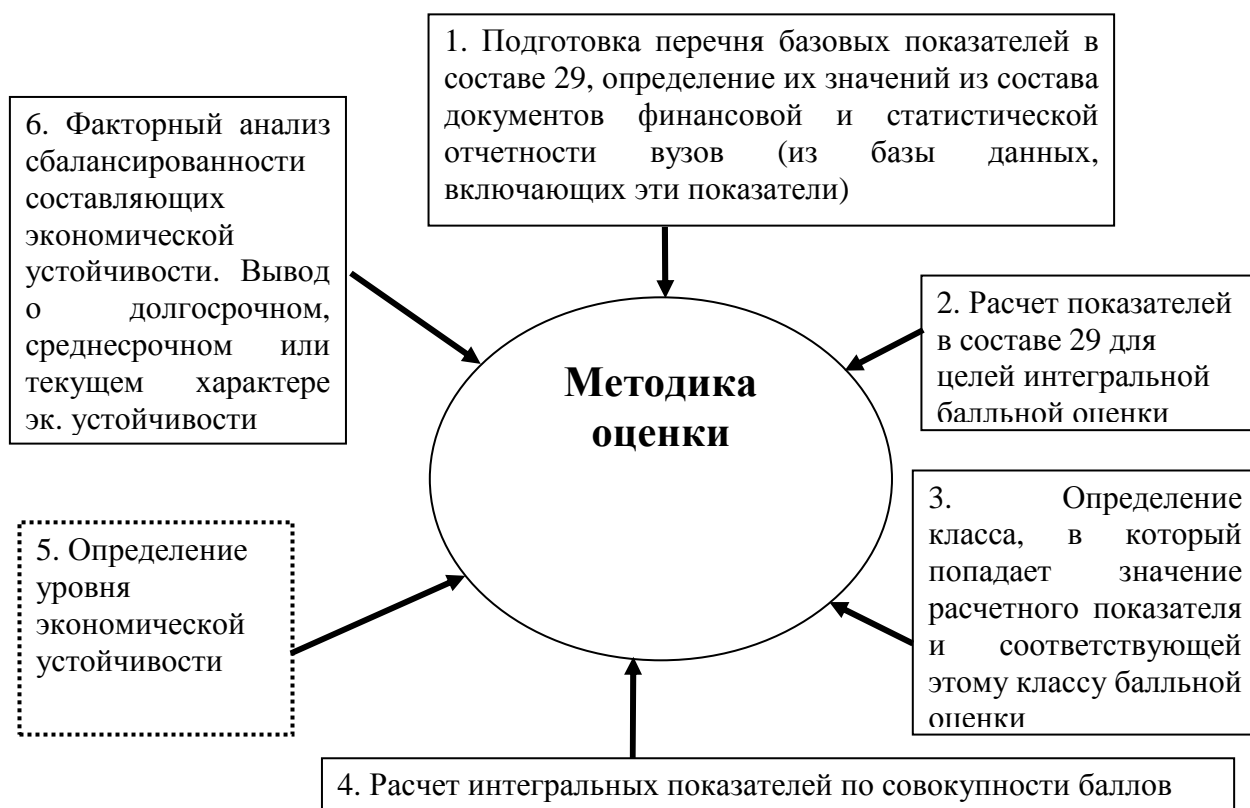 1. Подготовка перечня базовых показателей в
составе 29, определение их значений из состава
документов финансовой и статистической
отчетности вузов (из базы данных,
включающих эти показатели)
2. Расчет показателей
в составе 29 для
целей интегральной
балльной оценки
3. Определение
класса, в который
попадает значение
расчетного показателя
и соответствующей
этому классу балльной
оценки
4. Расчет интегральных показателей по совокупности баллов
5. Определение
уровня
экономической
устойчивости
6. Факторный анализ
сбалансированности
составляющих
экономической
устойчивости. Вывод
о долгосрочном,
среднесрочном или
текущем характере
эк. устойчивости
Методика
оценки